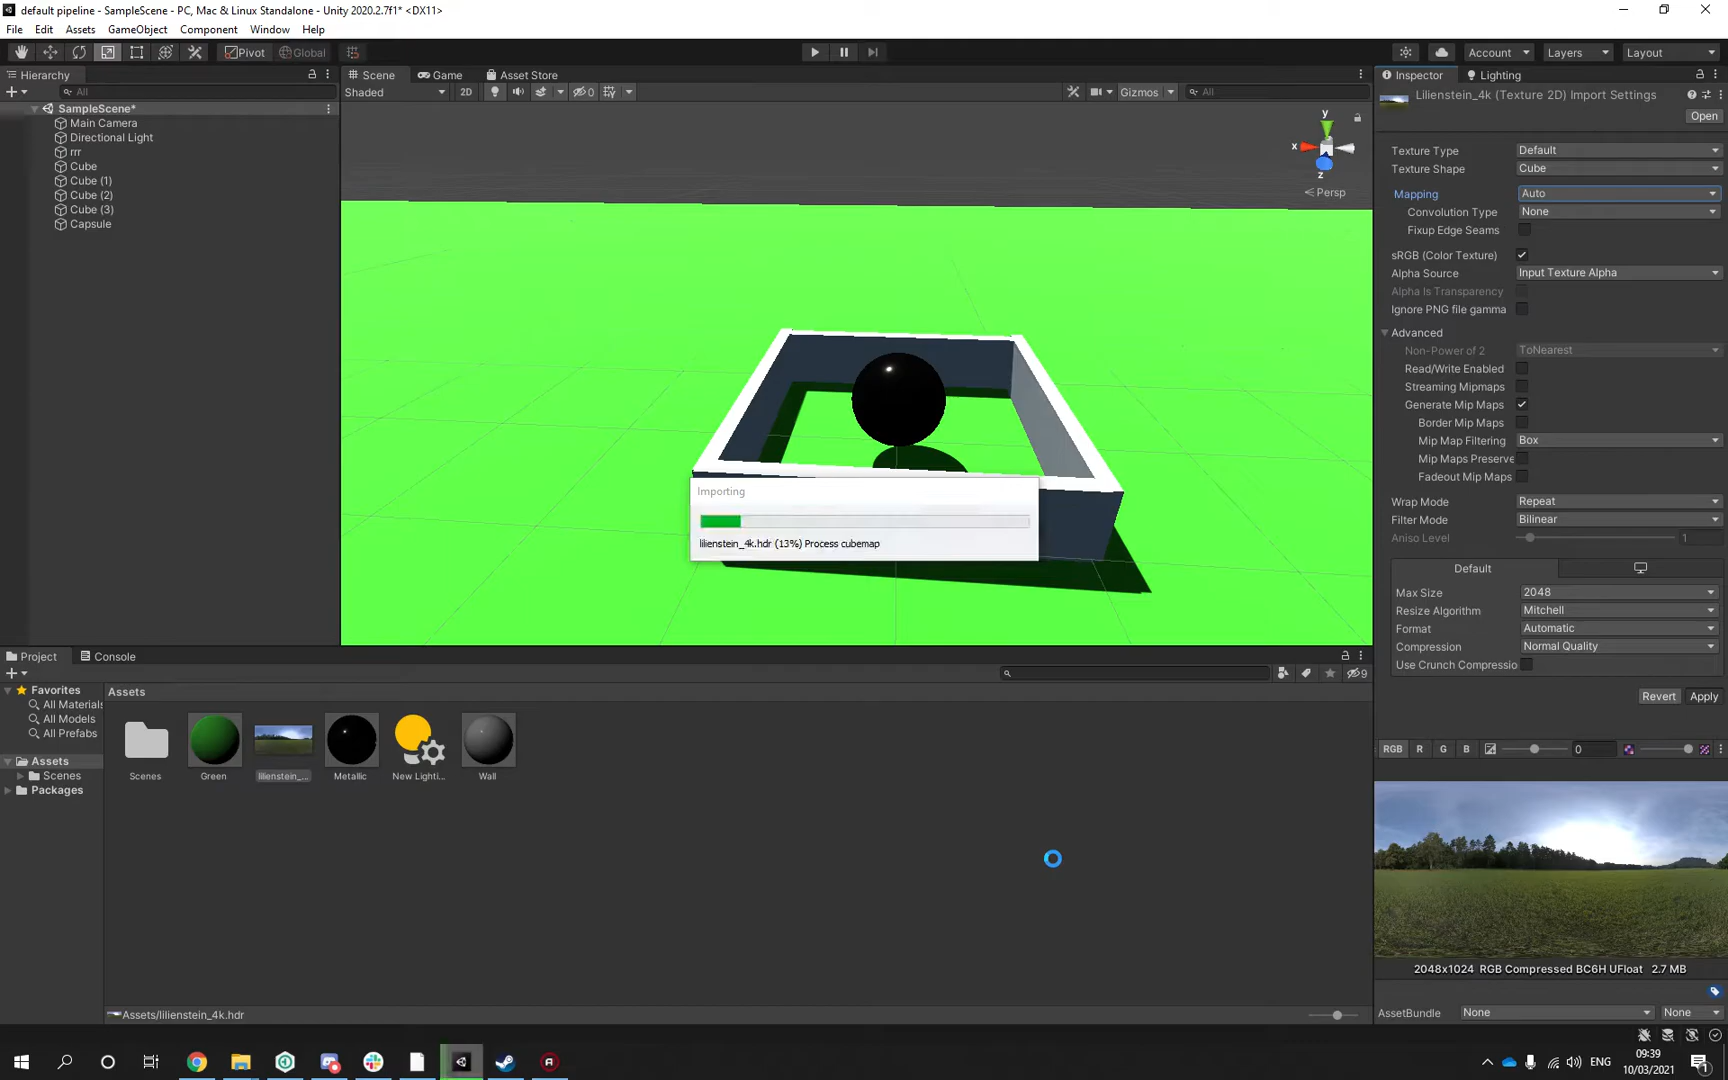 default pipeline - SampleScene - PC, Mac & Linux Standalone - Unity 2020.2.7f1* <DX11>
File Edit Assets GameObject Component Window Help
Pivot Global Account Layers Layout
Hierarchy
All
SampleScene*
Main Camera
Directional Light
rrr
Cube
Cube (1)
Cube (2)
Cube (3)
Capsule
Scene Game Asset Store
Shaded 2D 0 Gizmos All
y
x
z
Persp
Importing
lilienstein_4k.hdr (13%) Process cubemap
Inspector Lighting
Lilienstein_4k (Texture 2D) Import Settings
Open
Texture Type Default
Texture Shape Cube
Mapping Auto
Convolution Type None
Fixup Edge Seams
sRGB (Color Texture)
Alpha Source Input Texture Alpha
Alpha Is Transparency
Ignore PNG file gamma
Advanced
Non-Power of 2 ToNearest
Read/Write Enabled
Streaming Mipmaps
Generate Mip Maps
Border Mip Maps
Mip Map Filtering Box
Mip Maps Preserve
Fadeout Mip Maps
Wrap Mode Repeat
Filter Mode Bilinear
Aniso Level 1
Default
Max Size 2048
Resize Algorithm Mitchell
Format Automatic
Compression Normal Quality
Use Crunch Compressio
Revert Apply
RGB R G B 0
2048x1024 RGB Compressed BC6H UFloat 2.7 MB
AssetBundle None None
Project Console
9
Favorites
All Materials
All Models
All Prefabs
Assets
Scenes
Packages
Assets
Scenes Green lilienstein_... Metallic New Lighti... Wall
Assets/lilienstein_4k.hdr
ENG
09:39
10/03/2021
1